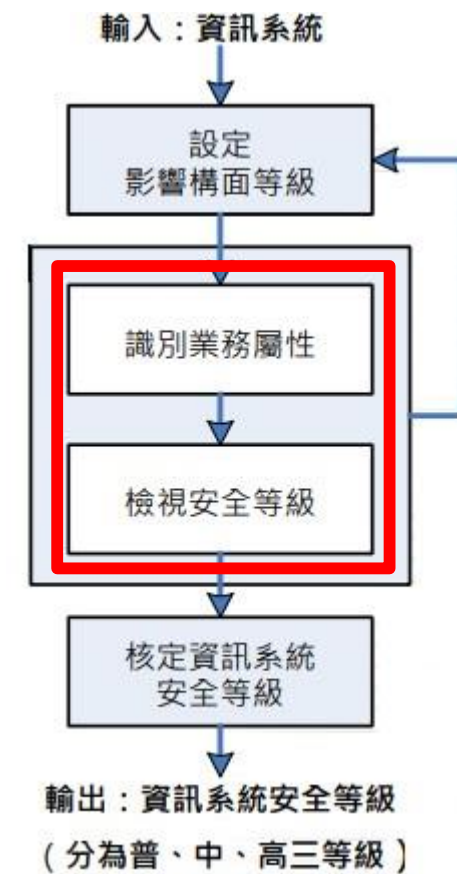 輸入：資訊系統
設定
影響構面等級
識別業務屬性
檢視安全等級
核定資訊系統
安全等級
輸出：資訊系統安全等級
（分為普、中、高三等級）